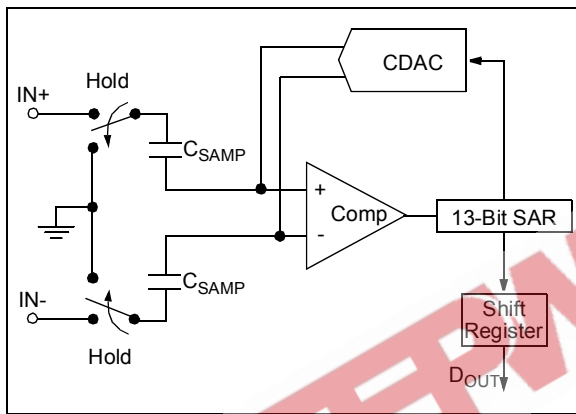 Hold
IN+
CSAMP
CDAC
+
Comp
-
13-Bit SAR
CSAMP
IN-
Hold
Shift
Register
DOUT